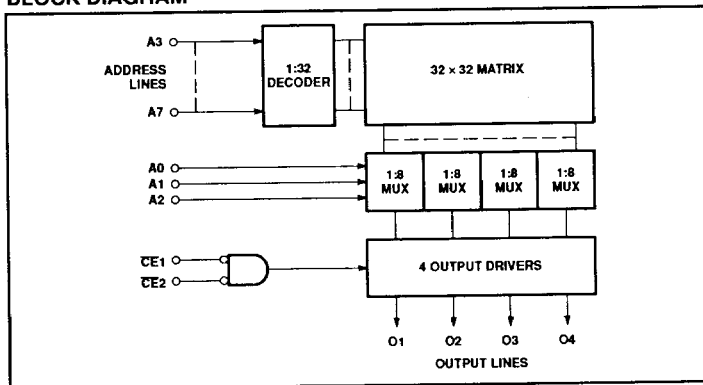 BLOCK DIAGRAM
A3
ADDRESS
LINES
A7
1:32
DECODER
32 × 32 MATRIX
A0
A1
A2
1:8
MUX
1:8
MUX
1:8
MUX
1:8
MUX
CE1
CE2
4 OUTPUT DRIVERS
O1 O2 O3 O4
OUTPUT LINES